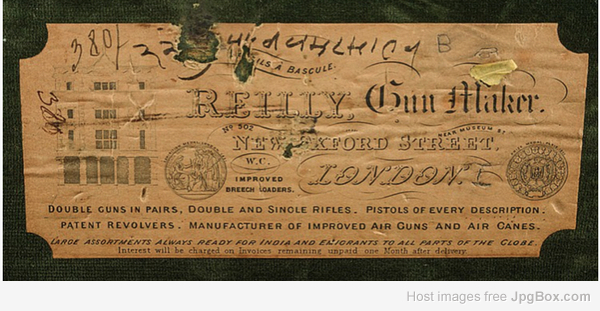 380/ B
À BASCULE.
REILLY, Gun Maker.
Nº 502 NEAR MUSEUM ST
NEW OXFORD STREET.
W.C. LONDON.
IMPROVED
BREECH LOADERS.
380
DOUBLE GUNS IN PAIRS, DOUBLE AND SINGLE RIFLES. PISTOLS OF EVERY DESCRIPTION.
PATENT REVOLVERS. MANUFACTURER OF IMPROVED AIR GUNS AND AIR CANES.
LARGE ASSORTMENTS ALWAYS READY FOR INDIA AND EMIGRANTS TO ALL PARTS OF THE GLOBE.
Interest will be charged on Invoices remaining unpaid one Month after delivery
Host images free JpgBox.com